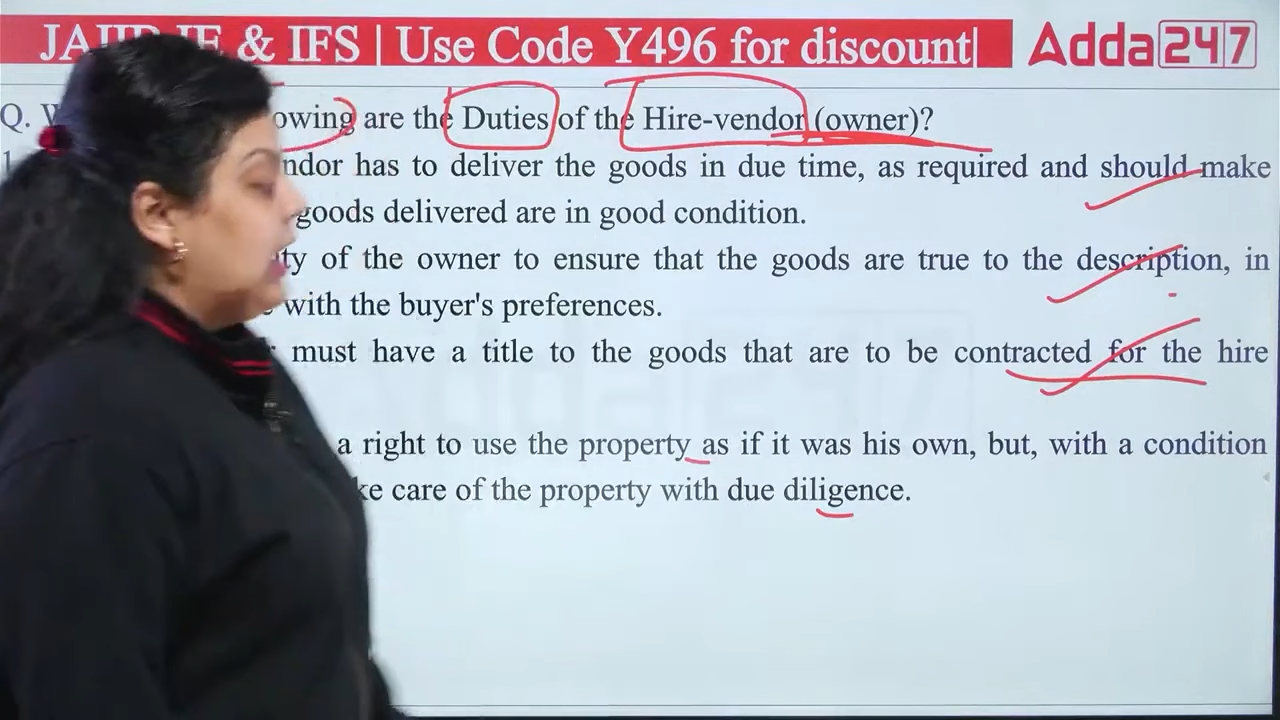 JAIIB JE & IFS | Use Code Y496 for discount|
Adda247
Q. owing are the Duties of the Hire-vendor (owner)?
1 ndor has to deliver the goods in due time, as required and should make
goods delivered are in good condition.
ty of the owner to ensure that the goods are true to the description, in
with the buyer's preferences.
must have a title to the goods that are to be contracted for the hire
a right to use the property as if it was his own, but, with a condition
ke care of the property with due diligence.